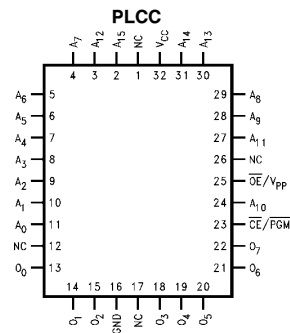 PLCC
A7 A12 A15 NC VCC A14 A13
4 3 2 1 32 31 30
A6 5 29 A8
A5 6 28 A9
A4 7 27 A11
A3 8 26 NC
A2 9 25 O̅E̅/VPP
A1 10 24 A10
A0 11 23 C̅E̅/P̅G̅M̅
NC 12 22 O7
O0 13 21 O6
14 15 16 17 18 19 20
O1 O2 GND NC O3 O4 O5